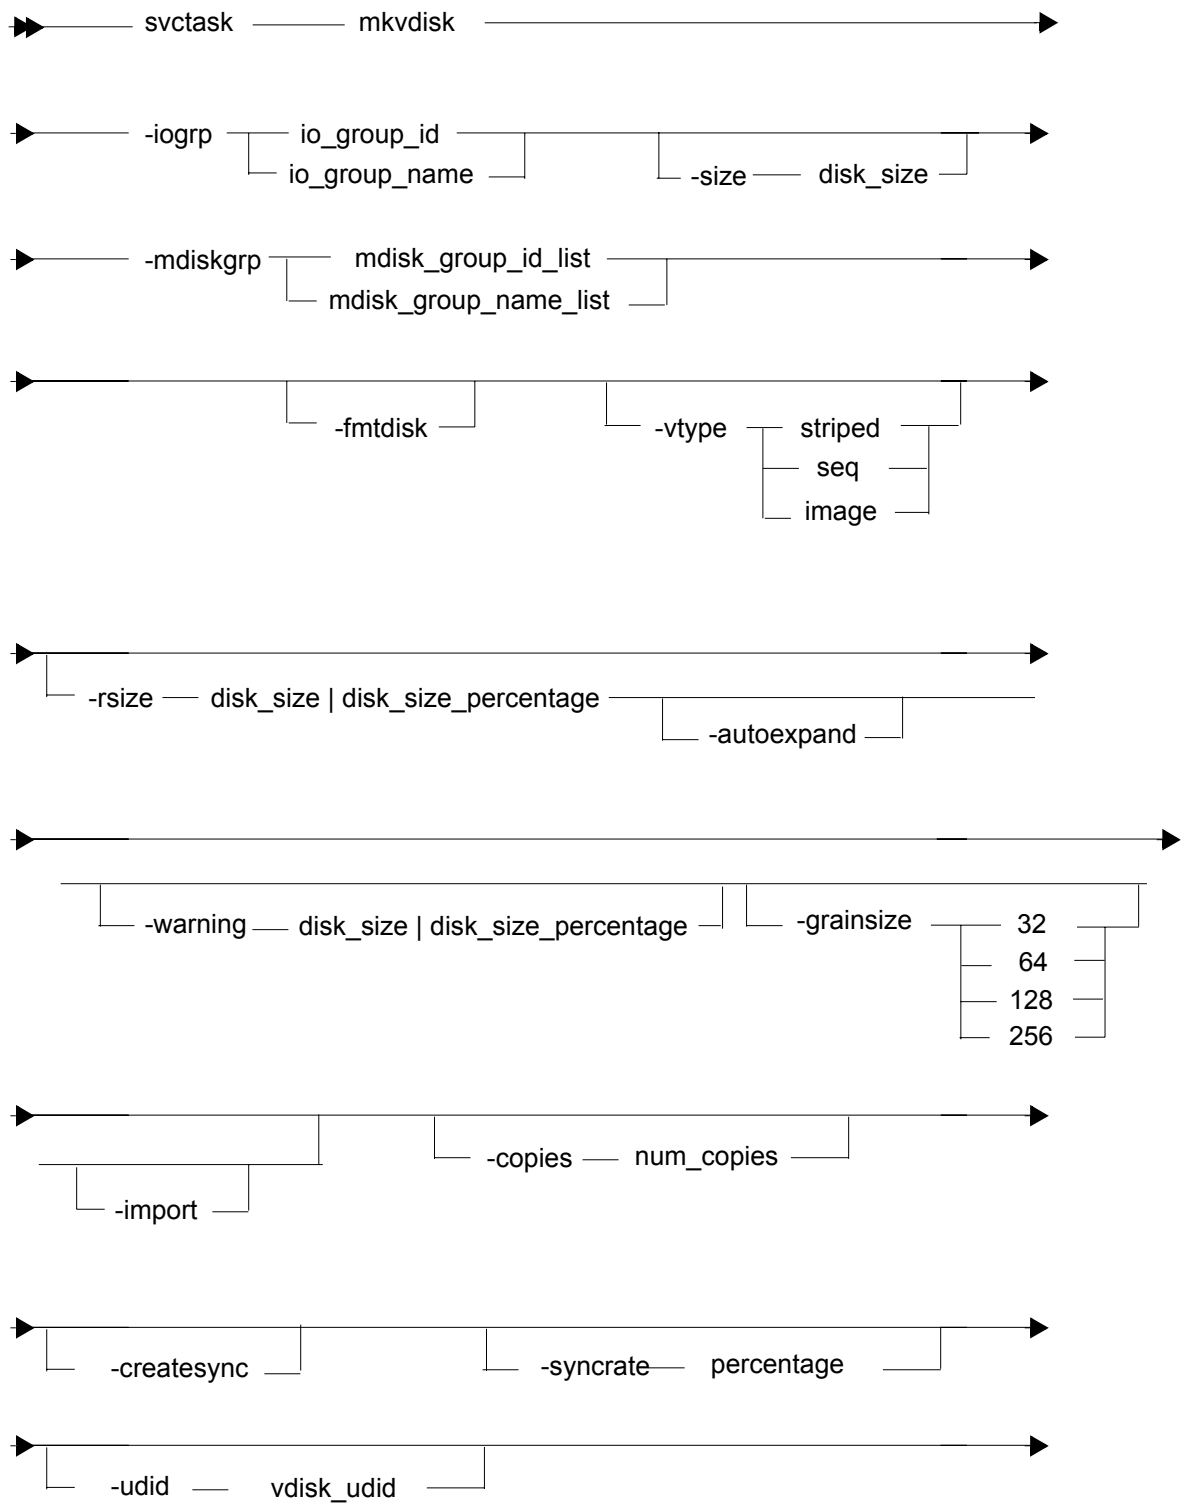 svctask mkvdisk
-iogrp io_group_id
io_group_name -size disk_size
-mdiskgrp mdisk_group_id_list
mdisk_group_name_list
-fmtdisk -vtype striped
seq
image
-rsize disk_size | disk_size_percentage
-autoexpand
-warning disk_size | disk_size_percentage -grainsize 32
64
128
256
-import
-copies num_copies
-createsync -syncrate percentage
-udid vdisk_udid